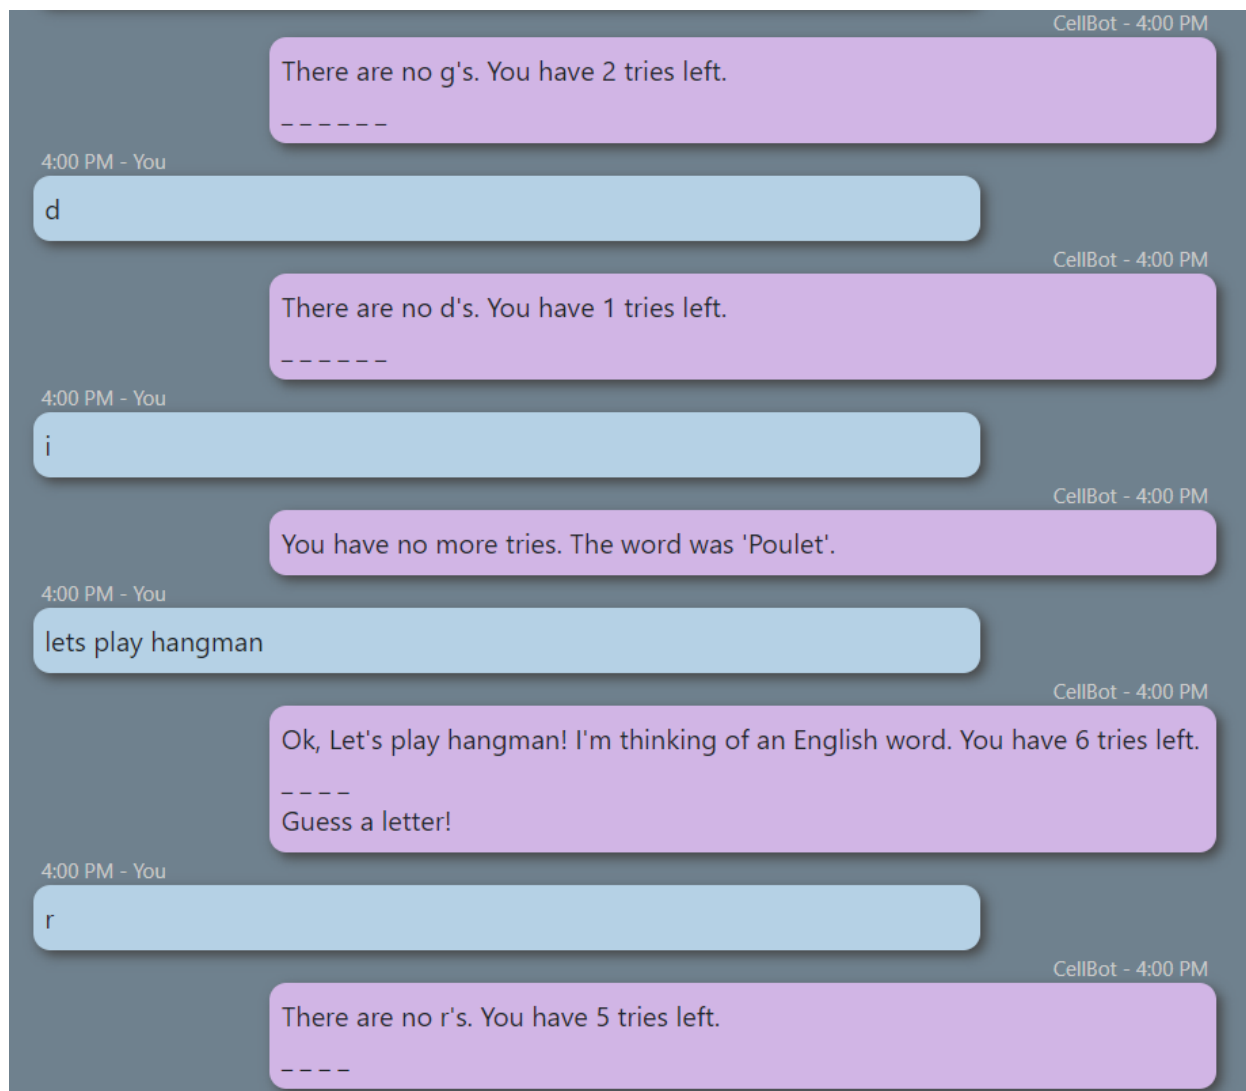 CellBot - 4:00 PM
There are no g's. You have 2 tries left.
_ _ _ _ _ _
4:00 PM - You
d
CellBot - 4:00 PM
There are no d's. You have 1 tries left.
_ _ _ _ _ _
4:00 PM - You
i
CellBot - 4:00 PM
You have no more tries. The word was 'Poulet'.
4:00 PM - You
lets play hangman
CellBot - 4:00 PM
Ok, Let's play hangman! I'm thinking of an English word. You have 6 tries left.
_ _ _ _
Guess a letter!
4:00 PM - You
r
CellBot - 4:00 PM
There are no r's. You have 5 tries left.
_ _ _ _